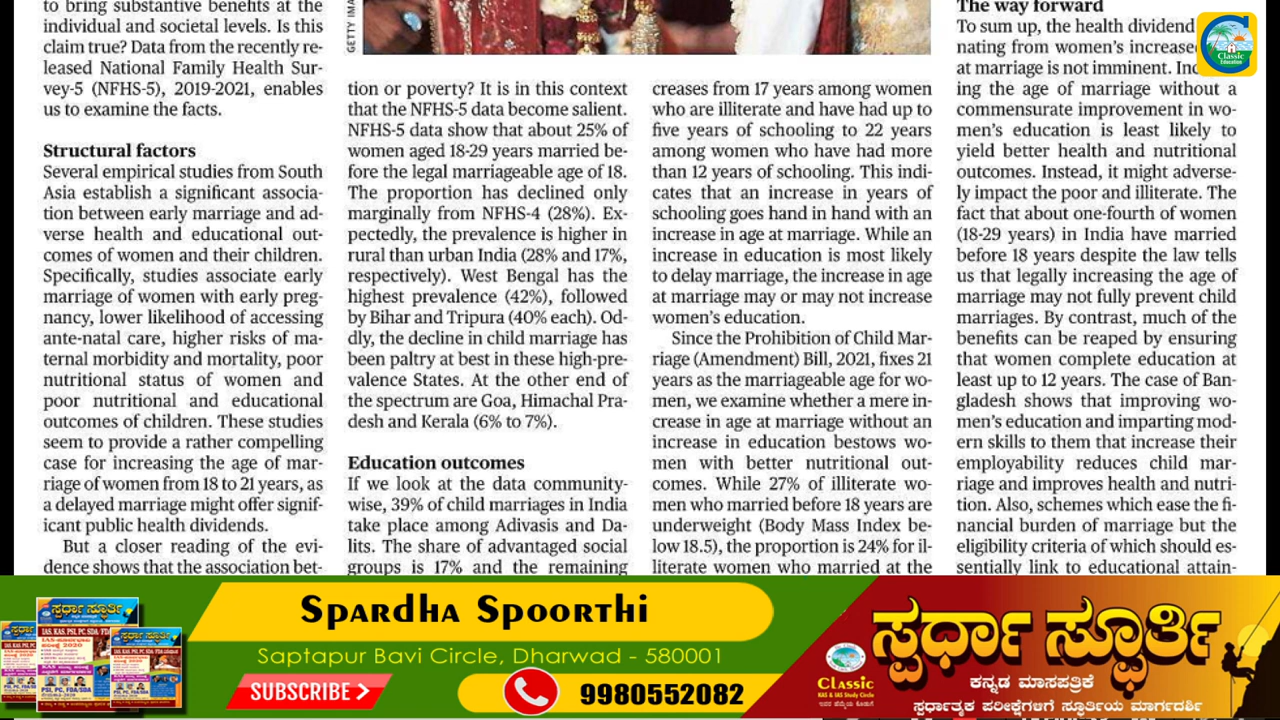 to bring substantive benefits at the
individual and societal levels. Is this
claim true? Data from the recently re-
leased National Family Health Sur-
vey-5 (NFHS-5), 2019-2021, enables
us to examine the facts.
Structural factors
Several empirical studies from South
Asia establish a significant associa-
tion between early marriage and ad-
verse health and educational out-
comes of women and their children.
Specifically, studies associate early
marriage of women with early preg-
nancy, lower likelihood of accessing
ante-natal care, higher risks of ma-
ternal morbidity and mortality, poor
nutritional status of women and
poor nutritional and educational
outcomes of children. These studies
seem to provide a rather compelling
case for increasing the age of mar-
riage of women from 18 to 21 years, as
a delayed marriage might offer signif-
icant public health dividends.
But a closer reading of the evi-
dence shows that the association bet-
GETTY IMA
tion or poverty? It is in this context
that the NFHS-5 data become salient.
NFHS-5 data show that about 25% of
women aged 18-29 years married be-
fore the legal marriageable age of 18.
The proportion has declined only
marginally from NFHS-4 (28%). Ex-
pectedly, the prevalence is higher in
rural than urban India (28% and 17%,
respectively). West Bengal has the
highest prevalence (42%), followed
by Bihar and Tripura (40% each). Od-
dly, the decline in child marriage has
been paltry at best in these high-pre-
valence States. At the other end of
the spectrum are Goa, Himachal Pra-
desh and Kerala (6% to 7%).
Education outcomes
If we look at the data community-
wise, 39% of child marriages in India
take place among Adivasis and Da-
lits. The share of advantaged social
groups is 17% and the remaining
creases from 17 years among women
who are illiterate and have had up to
five years of schooling to 22 years
among women who have had more
than 12 years of schooling. This indi-
cates that an increase in years of
schooling goes hand in hand with an
increase in age at marriage. While an
increase in education is most likely
to delay marriage, the increase in age
at marriage may or may not increase
women's education.
Since the Prohibition of Child Mar-
riage (Amendment) Bill, 2021, fixes 21
years as the marriageable age for wo-
men, we examine whether a mere in-
crease in age at marriage without an
increase in education bestows wo-
men with better nutritional out-
comes. While 27% of illiterate wo-
men who married before 18 years are
underweight (Body Mass Index be-
low 18.5), the proportion is 24% for il-
literate women who married at the
The way forward
To sum up, the health dividend
nating from women's increased
at marriage is not imminent. Inc
ing the age of marriage without a
commensurate improvement in wo-
men's education is least likely to
yield better health and nutritional
outcomes. Instead, it might adverse-
ly impact the poor and illiterate. The
fact that about one-fourth of women
(18-29 years) in India have married
before 18 years despite the law tells
us that legally increasing the age of
marriage may not fully prevent child
marriages. By contrast, much of the
benefits can be reaped by ensuring
that women complete education at
least up to 12 years. The case of Ban-
gladesh shows that improving wo-
men's education and imparting mod-
ern skills to them that increase their
employability reduces child mar-
riage and improves health and nutri-
tion. Also, schemes which ease the fi-
nancial burden of marriage but the
eligibility criteria of which should es-
sentially link to educational attain-
Classic
Education
Spardha Spoorthi
Saptapur Bavi Circle, Dharwad - 580001
SUBSCRIBE
9980552082
ಸ್ಪರ್ಧಾ ಸ್ಫೂರ್ತಿ
Classic
KAS & IAS Study Circle
ಕನ್ನಡ ಮಾಸಪತ್ರಿಕೆ
ಸ್ಪರ್ಧಾತ್ಮಕ ಪರೀಕ್ಷೆಗಳಿಗೆ ಸ್ಫೂರ್ತಿಯ ಮಾರ್ಗದರ್ಶಿ